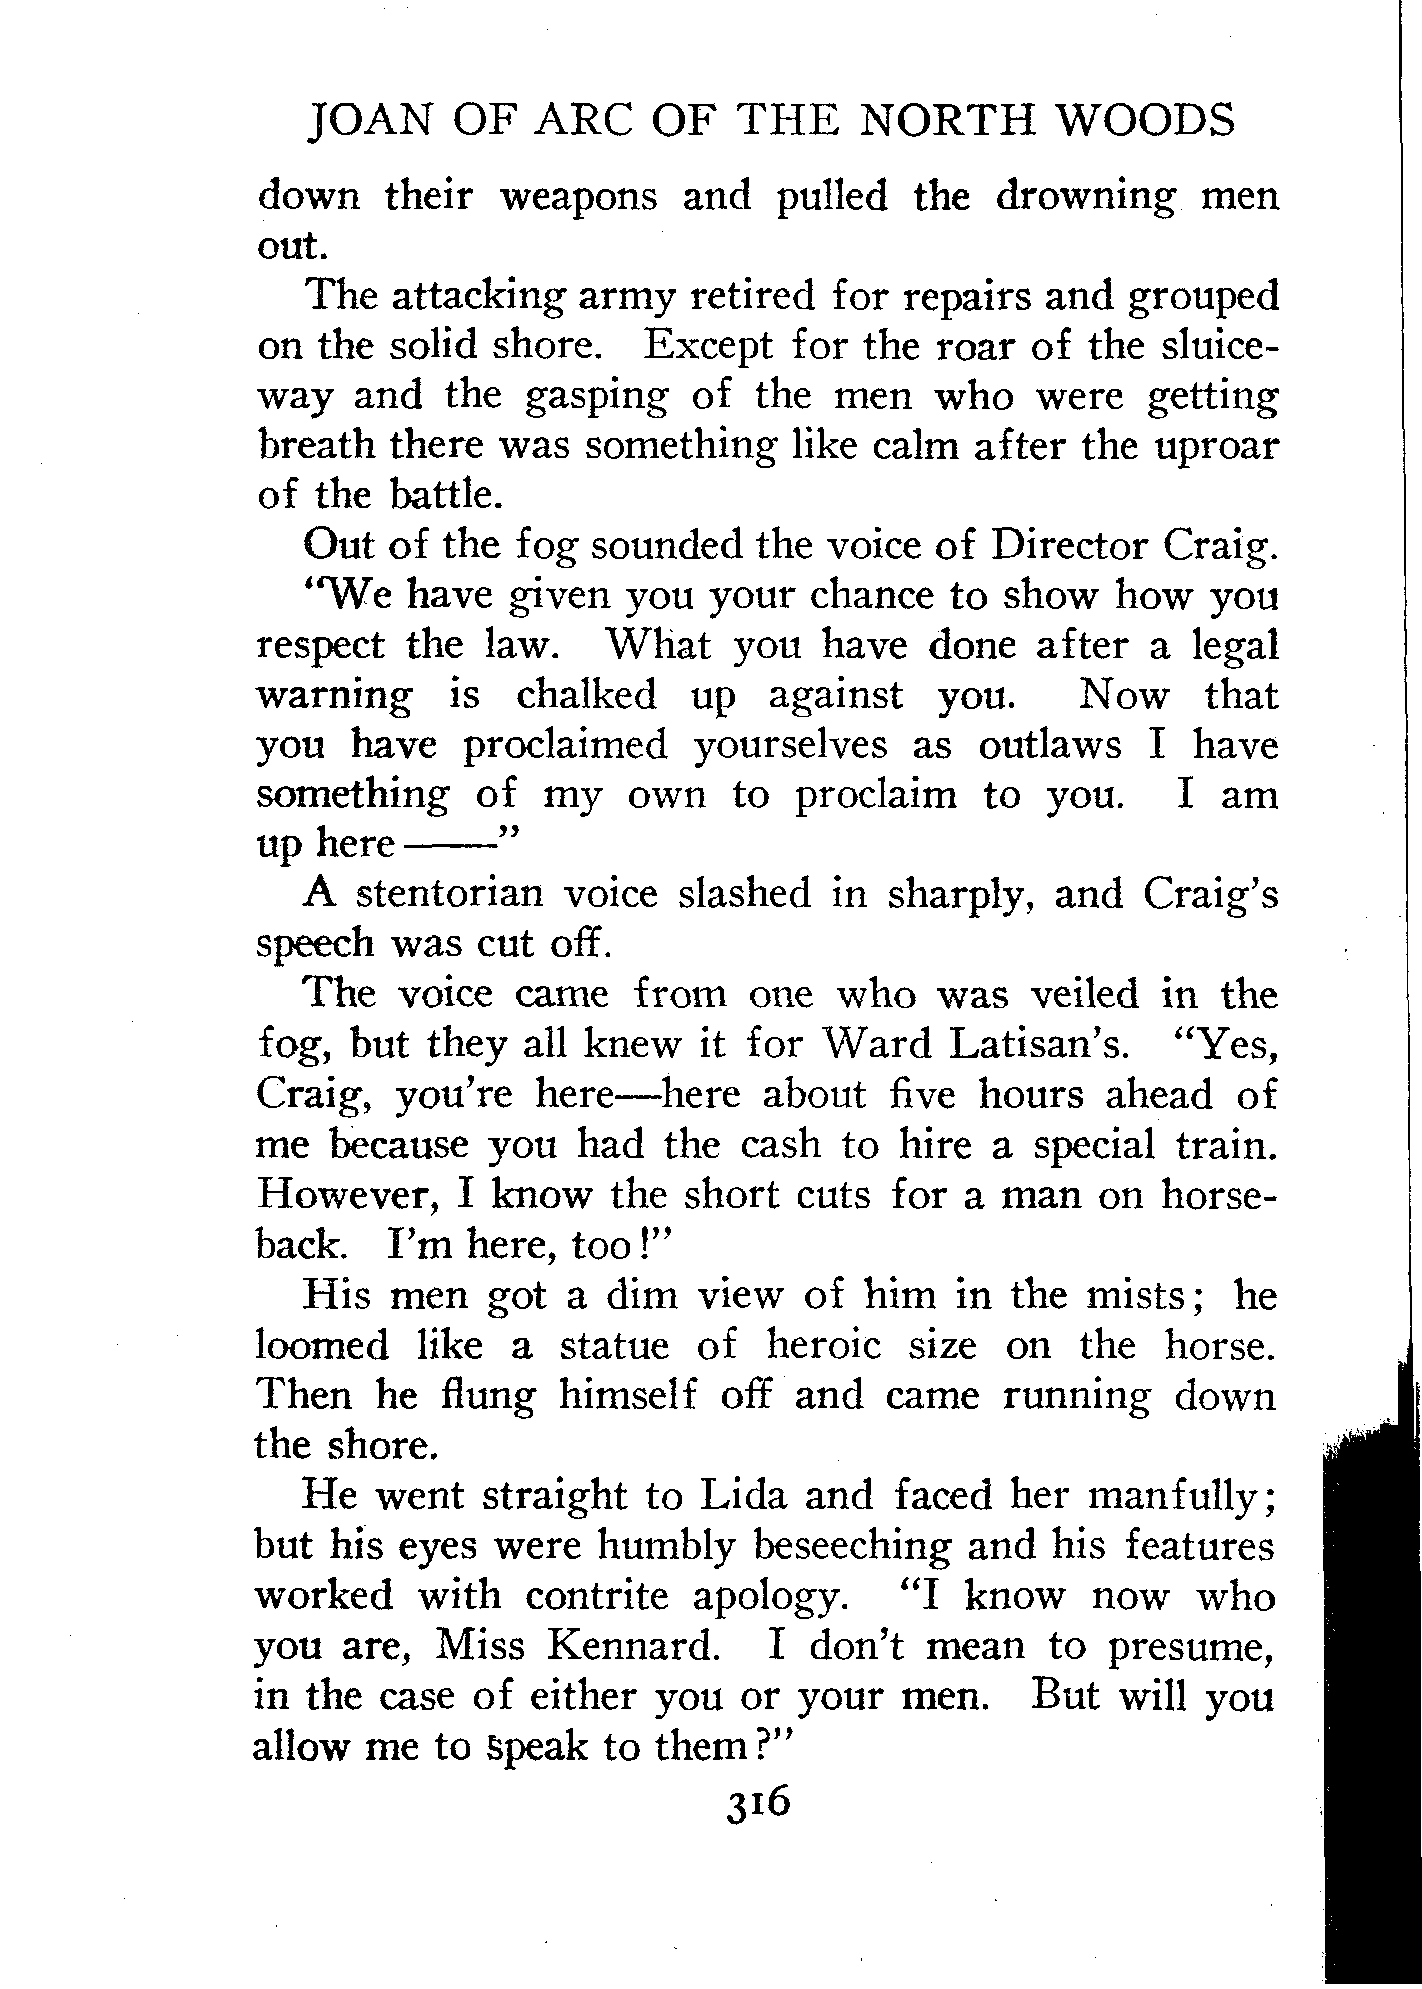 JOAN OF ARC OF THE NORTH WOODS
down their weapons and pulled the drowning men
out.
The attacking army retired for repairs and grouped
on the solid shore. Except for the roar of the sluice-
way and the gasping of the men who were getting
breath there was something like calm after the uproar
of the battle.
Out of the fog sounded the voice of Director Craig.
"We have given you your chance to show how you
respect the law. What you have done after a legal
warning is chalked up against you. Now that
you have proclaimed yourselves as outlaws I have
something of my own to proclaim to you. I am
up here ——"
A stentorian voice slashed in sharply, and Craig's
speech was cut off.
The voice came from one who was veiled in the
fog, but they all knew it for Ward Latisan's. "Yes,
Craig, you're here—here about five hours ahead of
me because you had the cash to hire a special train.
However, I know the short cuts for a man on horse-
back. I'm here, too!"
His men got a dim view of him in the mists; he
loomed like a statue of heroic size on the horse.
Then he flung himself off and came running down
the shore.
He went straight to Lida and faced her manfully;
but his eyes were humbly beseeching and his features
worked with contrite apology. "I know now who
you are, Miss Kennard. I don't mean to presume,
in the case of either you or your men. But will you
allow me to speak to them?"
316